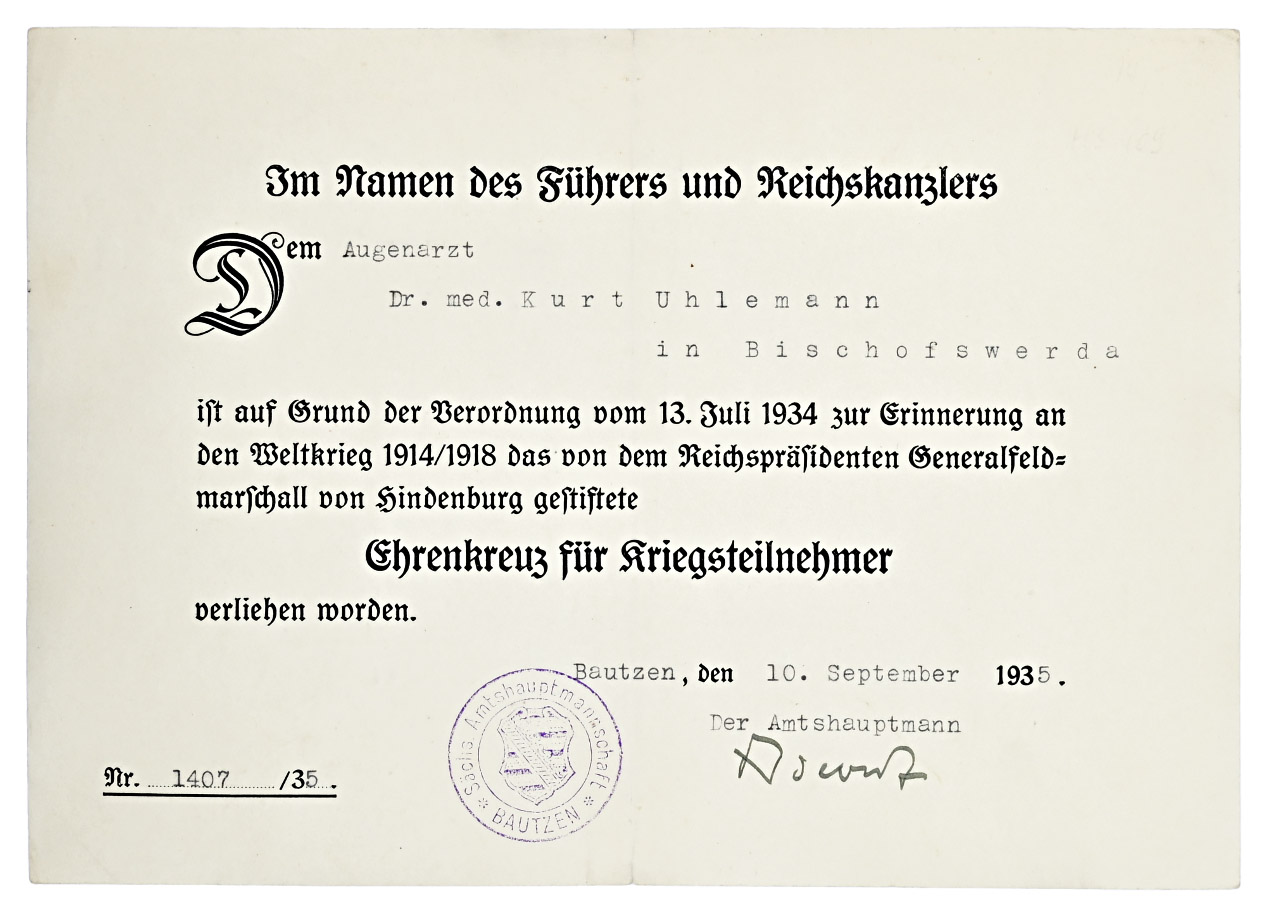 Im Namen des Führers und Reichskanzlers
Dem Augenarzt
Dr. med. Kurt Uhlemann
in Bischofswerda
ist auf Grund der Verordnung vom 13. Juli 1934 zur Erinnerung an
den Weltkrieg 1914/1918 das von dem Reichspräsidenten Generalfeld=
marschall von Hindenburg gestiftete
Ehrenkreuz für Kriegsteilnehmer
verliehen worden.
Bautzen, den 10. September 1935.
Der Amtshauptmann
Sächs Amtshauptmannschaft
* BAUTZEN *
Nr. 1407 /35.